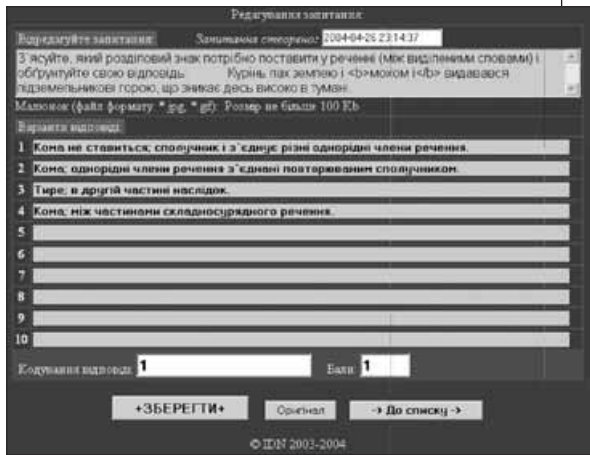 Редагування запитання:
Відредагуйте запитання: Запитання створено: 2004-04-26 23:14:37
З`ясуйте, який розділовий знак потрібно поставити у реченні (між виділеними словами) і
обґрунтуйте свою відповідь: Курінь пах землею і <b>мохом і</b> видавався
підземельникові горою, що зникає десь високо в туман.
Малюнок (файл формату *.jpg, *.gf): Розмір не більше 100 Kb
Варіанти відповіді:
1 Кома не ставиться; сполучник і з`єднує різні однорідні члени речення.
2 Кома; однорідні члени речення з`єднані повторюваним сполучником.
3 Тире; в другій частині наслідок.
4 Кома; між частинами складносурядного речення.
5
6
7
8
9
10
Кодування відповіді: 1 Бали: 1
+ЗБЕРЕГТИ+ Оригінал -> До списку ->
© IDN 2003-2004